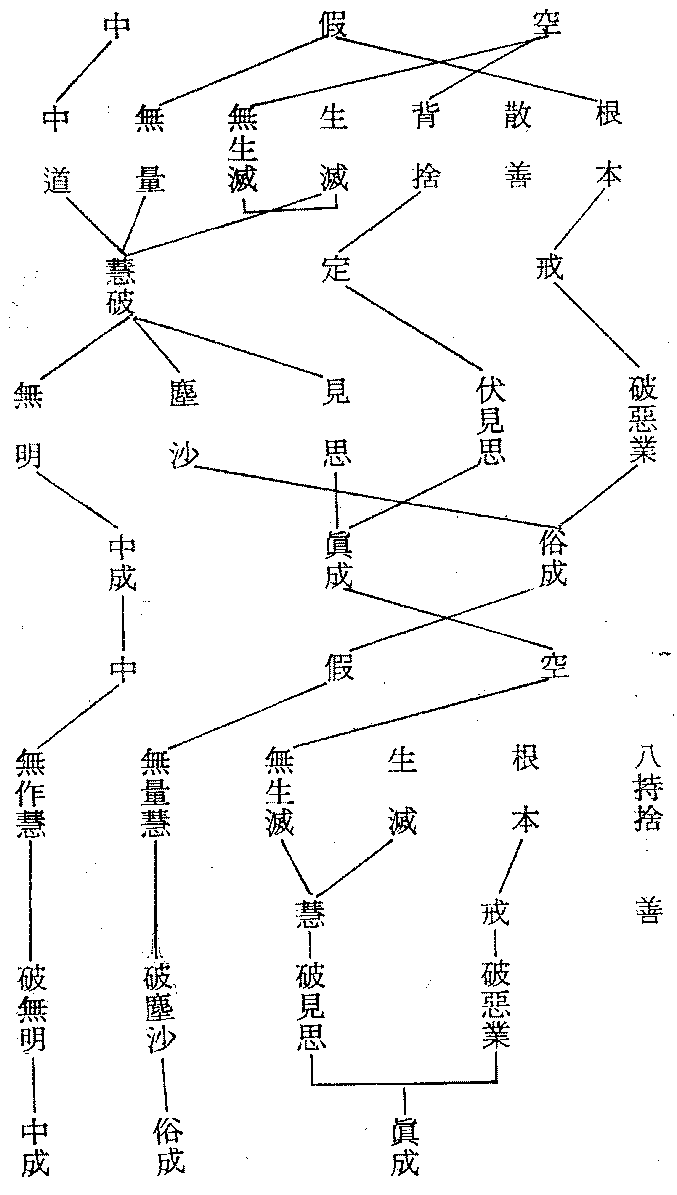 空
假
中
根本
散善
背捨
生滅
無生滅
無量
中道
戒
定
慧破
破惡業
伏見思
見思
塵沙
無明
俗成
眞成
中成
空
假
中
八持捨善
根本
生滅
無生滅
無量慧
無作慧
戒
慧
破惡業
破見思
破塵沙
破無明
眞成
俗成
中成